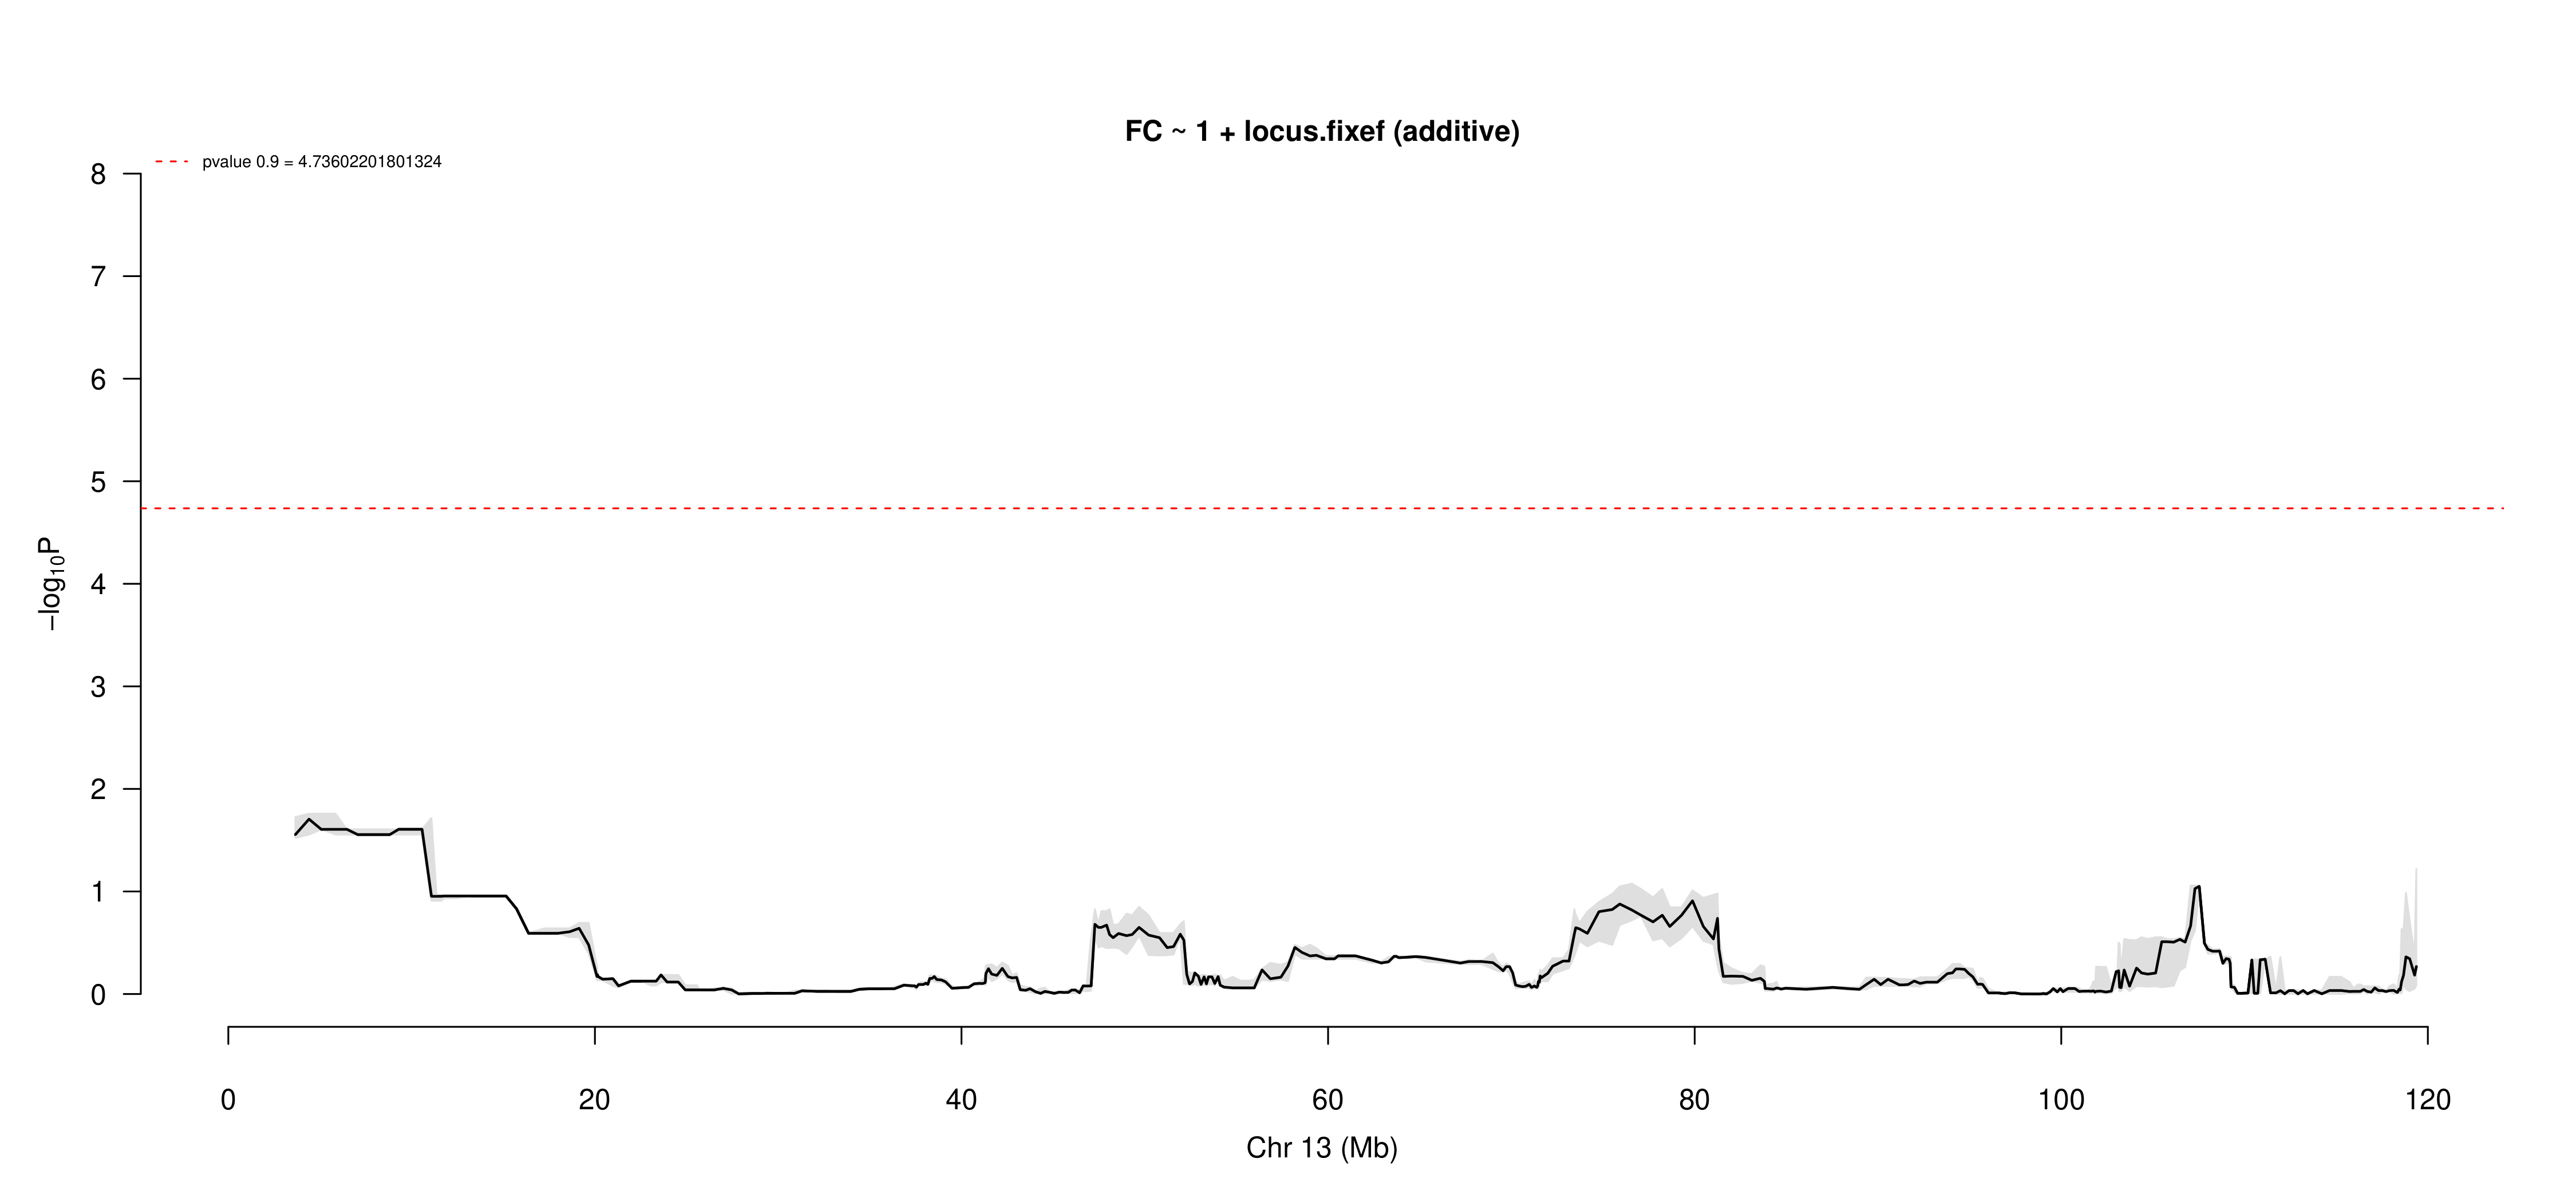 FC ~ 1 + locus.fixef (additive)
pvalue 0.9 = 4.73602201801324
8
7
6
5
4
3
2
1
0
−log10P
0 20 40 60 80 100 120
Chr 13 (Mb)